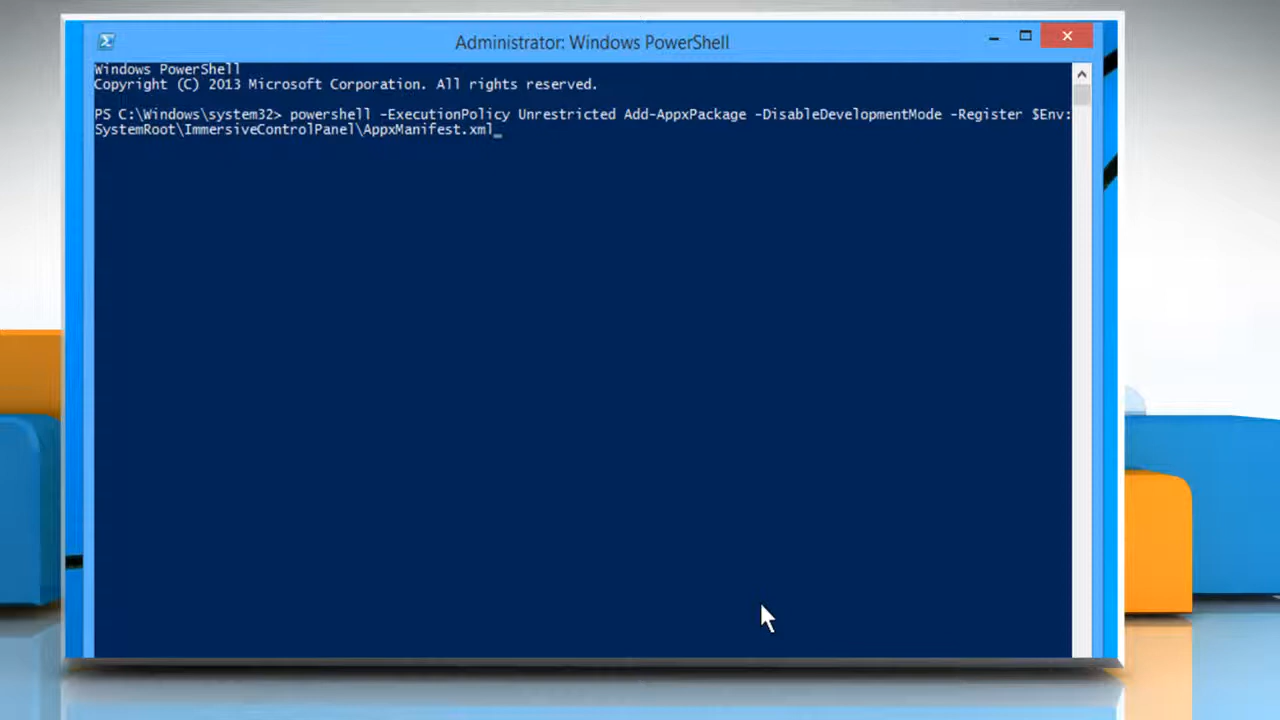 Administrator: Windows PowerShell
Windows PowerShell
Copyright (C) 2013 Microsoft Corporation. All rights reserved.
PS C:\Windows\system32> powershell -ExecutionPolicy Unrestricted Add-AppxPackage -DisableDevelopmentMode -Register $Env:
SystemRoot\ImmersiveControlPanel\AppxManifest.xml_